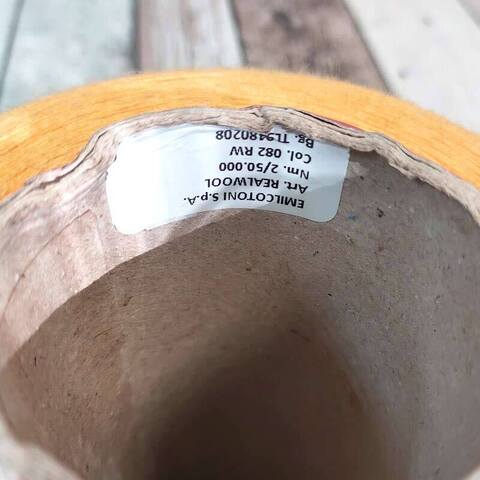 EMILCOTONI S.p.A.
Art. REALWOOL
Nm. 2/50.000
Col. 082 RW
Bg. TL9480208